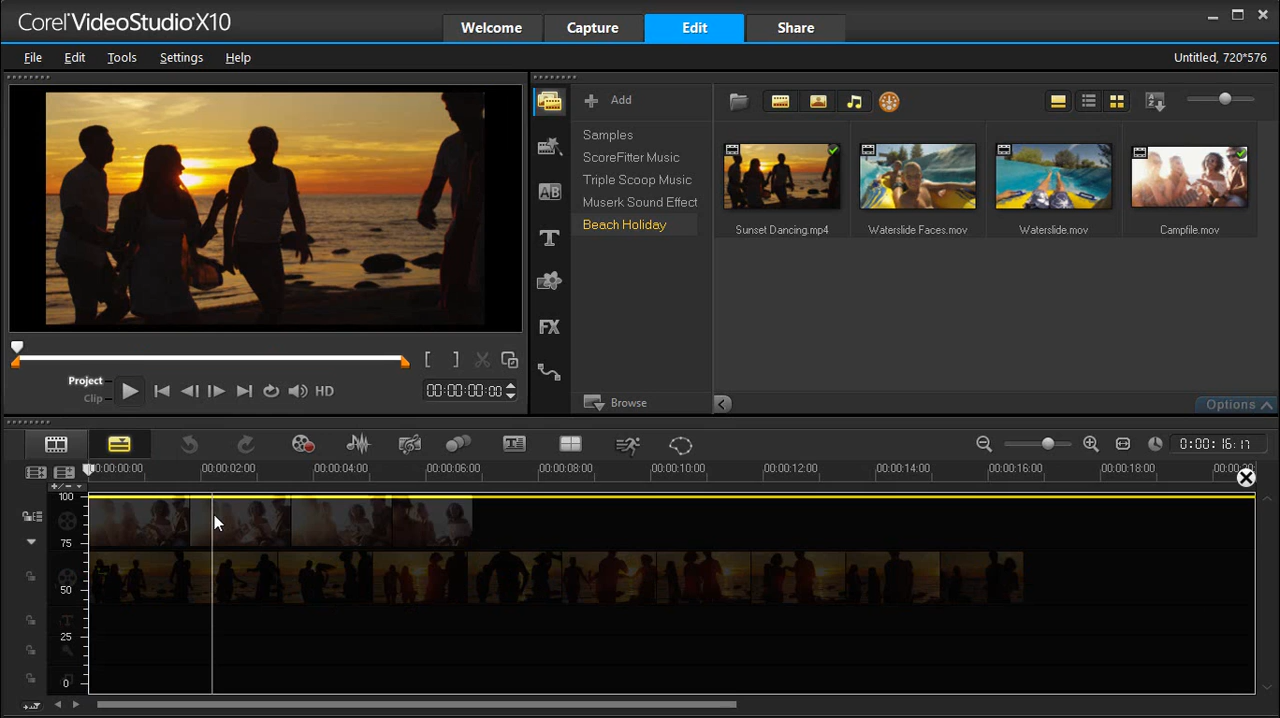 Corel VideoStudio X10
Welcome
Capture
Edit
Share
File
Edit
Tools
Settings
Help
Untitled, 720*576
Add
Samples
ScoreFitter Music
Triple Scoop Music
Muserk Sound Effect
Beach Holiday
Browse
Sunset Dancing.mp4
Waterslide Faces.mov
Waterslide.mov
Campfile.mov
AB
T
FX
Options
Project
Clip
HD
00:00:00:00
0:00:16:17
00:00:02:00
00:00:04:00
00:00:06:00
00:00:08:00
00:00:10:00
00:00:12:00
00:00:14:00
00:00:16:00
00:00:18:00
100
75
50
25
0